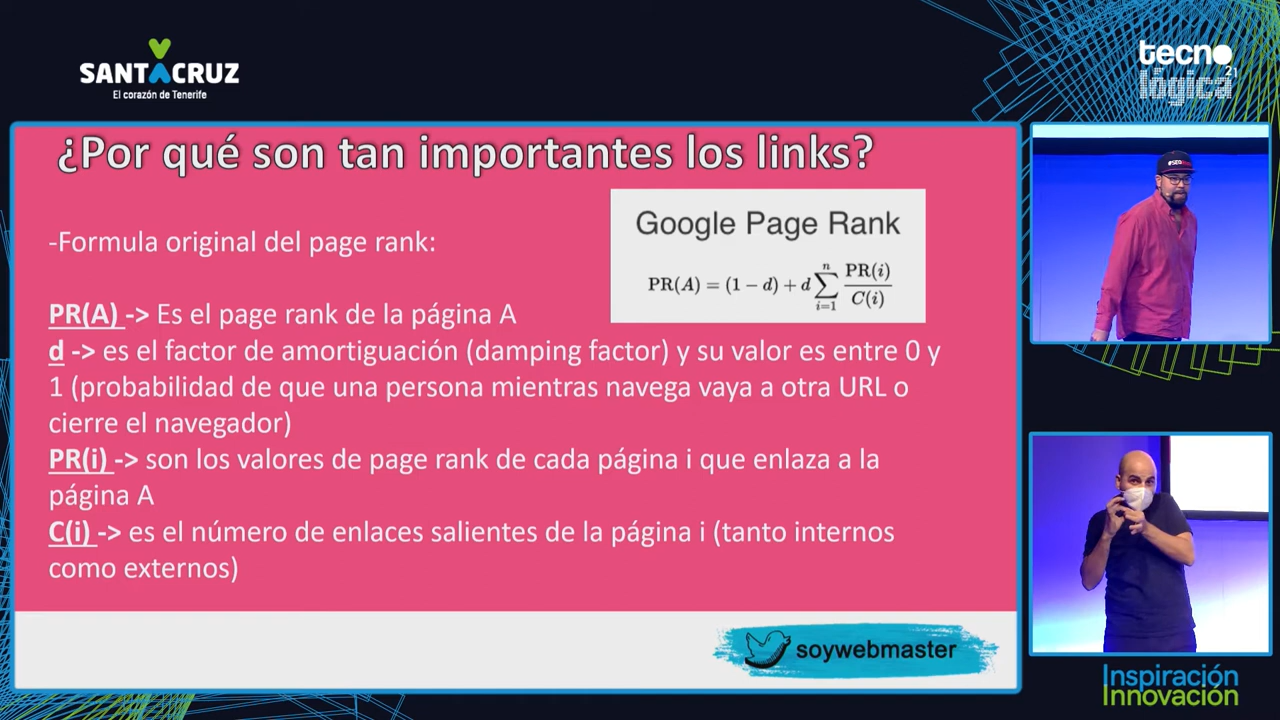 SANTACRUZ
El corazón de Tenerife
tecno
lógica
21
¿Por qué son tan importantes los links?
Google Page Rank
PR(A) = (1 − d) + d ∑ⁿᵢ₌₁ PR(i)/C(i)
-Formula original del page rank:
PR(A) -> Es el page rank de la página A
d -> es el factor de amortiguación (damping factor) y su valor es entre 0 y
1 (probabilidad de que una persona mientras navega vaya a otra URL o
cierre el navegador)
PR(i) -> son los valores de page rank de cada página i que enlaza a la
página A
C(i) -> es el número de enlaces salientes de la página i (tanto internos
como externos)
soywebmaster
Inspiración
Innovación